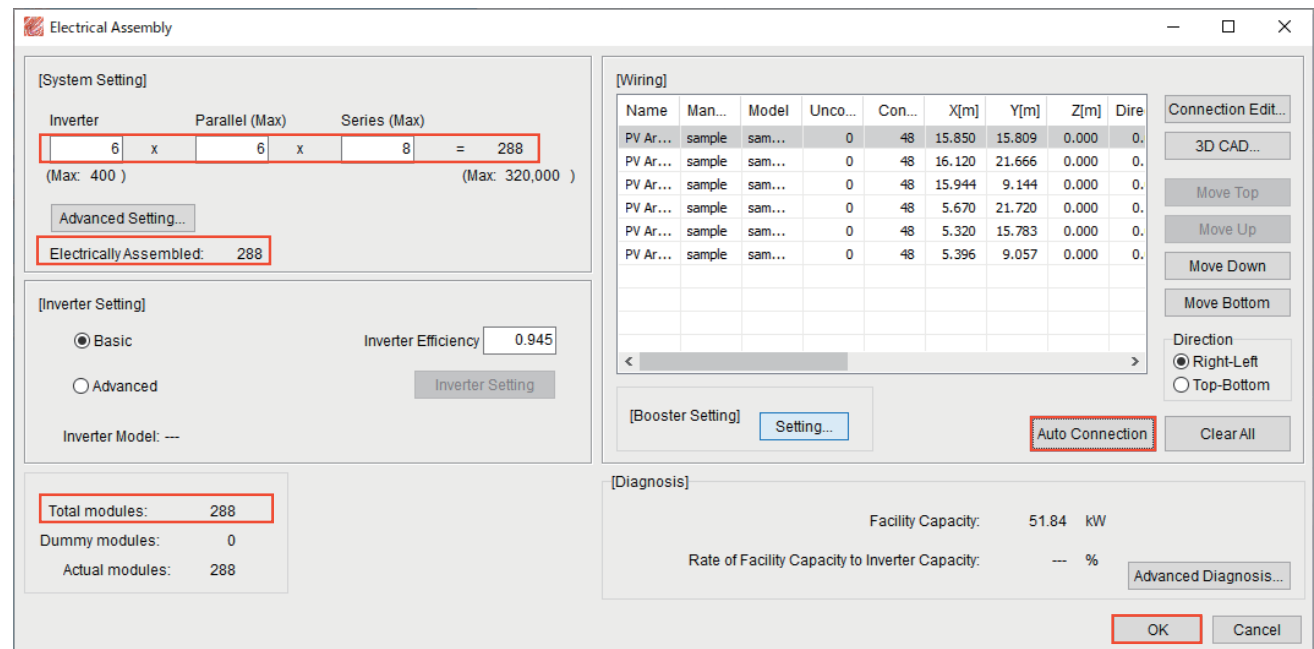 Electrical Assembly
[System Setting]
Inverter Parallel (Max) Series (Max)
6 x 6 x 8 = 288
(Max: 400 ) (Max: 320,000 )
Advanced Setting...
Electrically Assembled: 288
[Inverter Setting]
Basic Inverter Efficiency 0.945
Advanced Inverter Setting
Inverter Model: ---
Total modules: 288
Dummy modules: 0
Actual modules: 288
[Wiring]
Name Man... Model Unco... Con... X[m] Y[m] Z[m] Dire
PV Ar... sample sam... 0 48 15.850 15.809 0.000 0.
PV Ar... sample sam... 0 48 16.120 21.666 0.000 0.
PV Ar... sample sam... 0 48 15.944 9.144 0.000 0.
PV Ar... sample sam... 0 48 5.670 21.720 0.000 0.
PV Ar... sample sam... 0 48 5.320 15.783 0.000 0.
PV Ar... sample sam... 0 48 5.396 9.057 0.000 0.
Connection Edit...
3D CAD...
Move Top
Move Up
Move Down
Move Bottom
Direction
Right-Left
Top-Bottom
[Booster Setting] Setting...
Auto Connection Clear All
[Diagnosis]
Facility Capacity: 51.84 kW
Rate of Facility Capacity to Inverter Capacity: --- %
Advanced Diagnosis...
OK Cancel